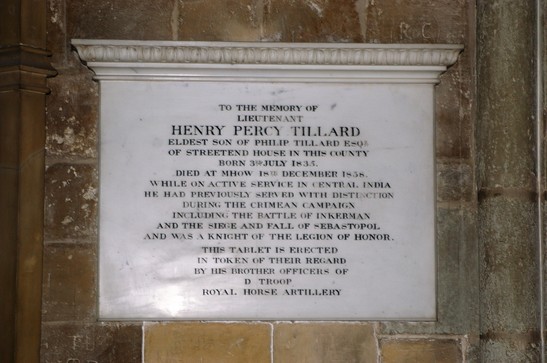 TO THE MEMORY OF
LIEUTENANT
HENRY PERCY TILLARD
ELDEST SON OF PHILIP TILLARD ESQRE
OF STREETEND HOUSE IN THIS COUNTY
BORN 3RD JULY 1835.
DIED AT MHOW 18TH DECEMBER 1858.
WHILE ON ACTIVE SERVICE IN CENTRAL INDIA
HE HAD PREVIOUSLY SERVED WITH DISTINCTION
DURING THE CRIMEAN CAMPAIGN
INCLUDING THE BATTLE OF INKERMAN
AND THE SIEGE AND FALL OF SEBASTOPOL
AND WAS A KNIGHT OF THE LEGION OF HONOR.
THIS TABLET IS ERECTED
IN TOKEN OF THEIR REGARD
BY HIS BROTHER OFFICERS OF
D TROOP
ROYAL HORSE ARTILLERY